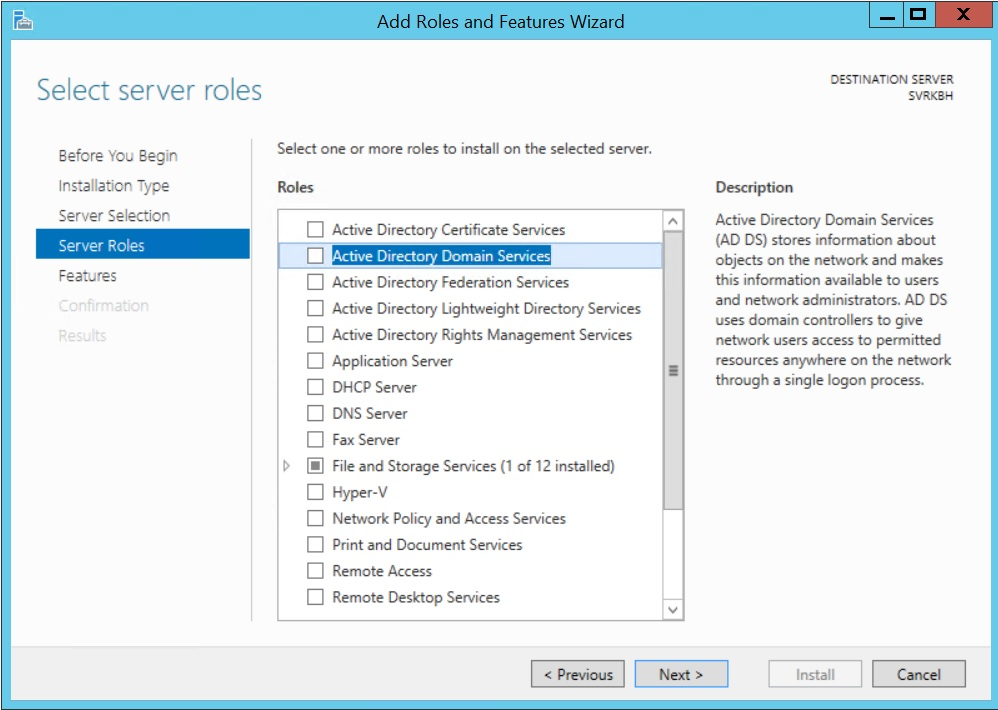 Add Roles and Features Wizard
X
Select server roles
DESTINATION SERVER
SVRKBH
Before You Begin
Installation Type
Server Selection
Server Roles
Features
Confirmation
Results
Select one or more roles to install on the selected server.
Roles
Active Directory Certificate Services
Active Directory Domain Services
Active Directory Federation Services
Active Directory Lightweight Directory Services
Active Directory Rights Management Services
Application Server
DHCP Server
DNS Server
Fax Server
File and Storage Services (1 of 12 installed)
Hyper-V
Network Policy and Access Services
Print and Document Services
Remote Access
Remote Desktop Services
Description
Active Directory Domain Services
(AD DS) stores information about
objects on the network and makes
this information available to users
and network administrators. AD DS
uses domain controllers to give
network users access to permitted
resources anywhere on the network
through a single logon process.
< Previous
Next >
Install
Cancel